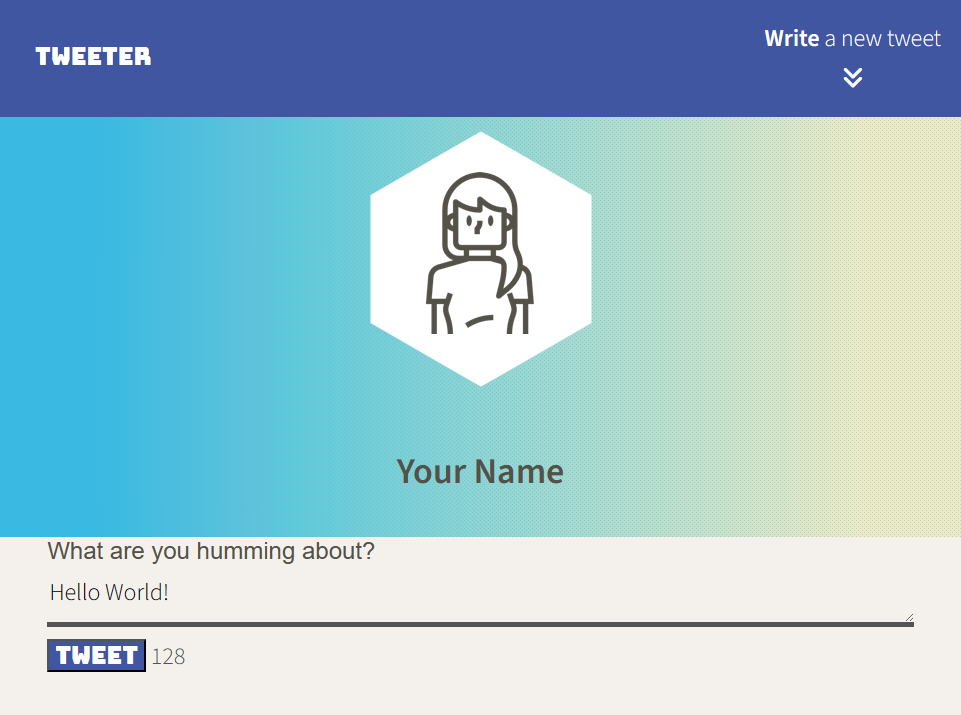 TWEETER
Write a new tweet
Your Name
What are you humming about?
Hello World!
TWEET 128